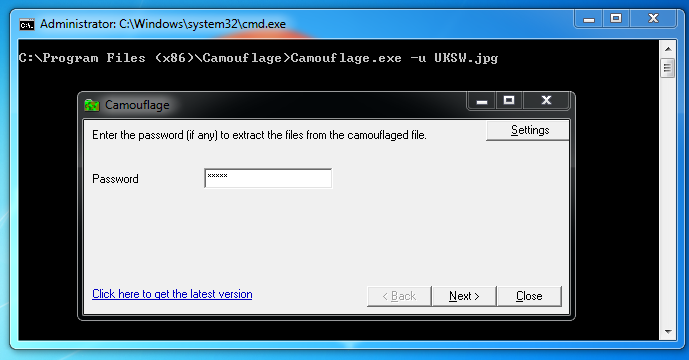 Administrator: C:\Windows\system32\cmd.exe
C:\Program Files (x86)\Camouflage>Camouflage.exe -u UKSW.jpg
Camouflage
Enter the password (if any) to extract the files from the camouflaged file.
Settings
Password
*****
Click here to get the latest version
< Back
Next >
Close